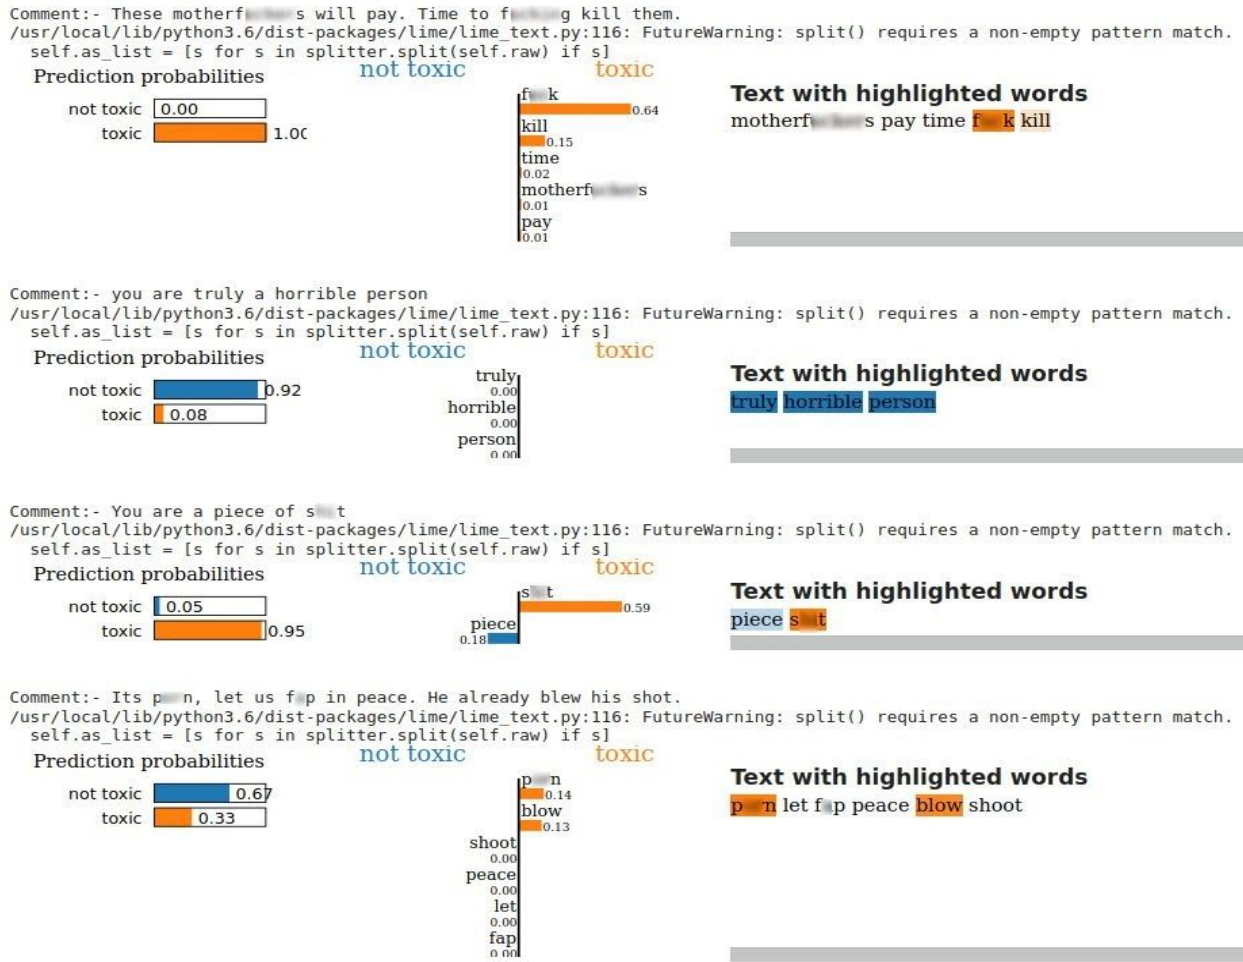 Comment:- These will pay. Time to kill them.
/usr/local/lib/python3.6/dist-packages/lime/lime_text.py:116: FutureWarning: split() requires a non-empty pattern match.
self.as_list = [s for s in splitter.split(self.raw) if s]
Prediction probabilities
not toxic 0.00
toxic 1.00
not toxic toxic
0.64
kill
0.15
time
0.02
0.01
pay
0.01
Text with highlighted words
pay time kill
Comment:- you are truly a horrible person
/usr/local/lib/python3.6/dist-packages/lime/lime_text.py:116: FutureWarning: split() requires a non-empty pattern match.
self.as_list = [s for s in splitter.split(self.raw) if s]
Prediction probabilities
not toxic 0.92
toxic 0.08
not toxic toxic
truly
0.00
horrible
0.00
person
0.00
Text with highlighted words
truly horrible person
Comment:- You are a piece of
/usr/local/lib/python3.6/dist-packages/lime/lime_text.py:116: FutureWarning: split() requires a non-empty pattern match.
self.as_list = [s for s in splitter.split(self.raw) if s]
Prediction probabilities
not toxic 0.05
toxic 0.95
not toxic toxic
0.59
piece
0.18
Text with highlighted words
piece
Comment:- Its let us in peace. He already blew his shot.
/usr/local/lib/python3.6/dist-packages/lime/lime_text.py:116: FutureWarning: split() requires a non-empty pattern match.
self.as_list = [s for s in splitter.split(self.raw) if s]
Prediction probabilities
not toxic 0.67
toxic 0.33
not toxic toxic
0.14
blow
0.13
shoot
0.00
peace
0.00
let
0.00
fap
0.00
Text with highlighted words
let peace blow shoot